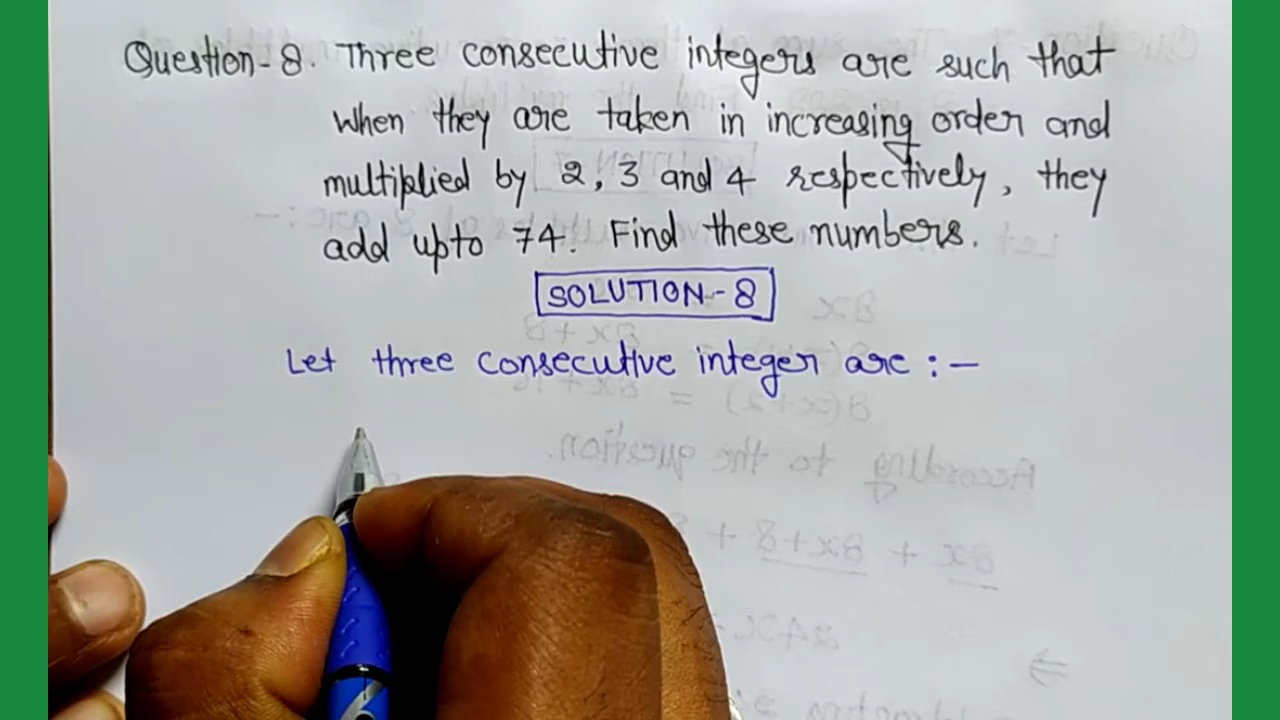 Question-8. Three consecutive integers are such that
when they are taken in increasing order and
multiplied by 2, 3 and 4 respectively, they
add upto 74. Find these numbers.
SOLUTION-8
Let three consecutive integer are :-